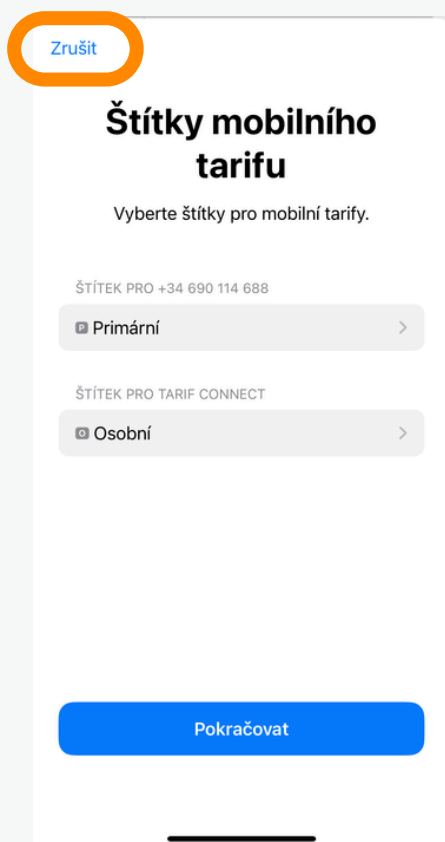 Zrušit
Štítky mobilního
tarifu
Vyberte štítky pro mobilní tarify.
ŠTÍTEK PRO +34 690 114 688
P Primární
ŠTÍTEK PRO TARIF CONNECT
O Osobní
Pokračovat